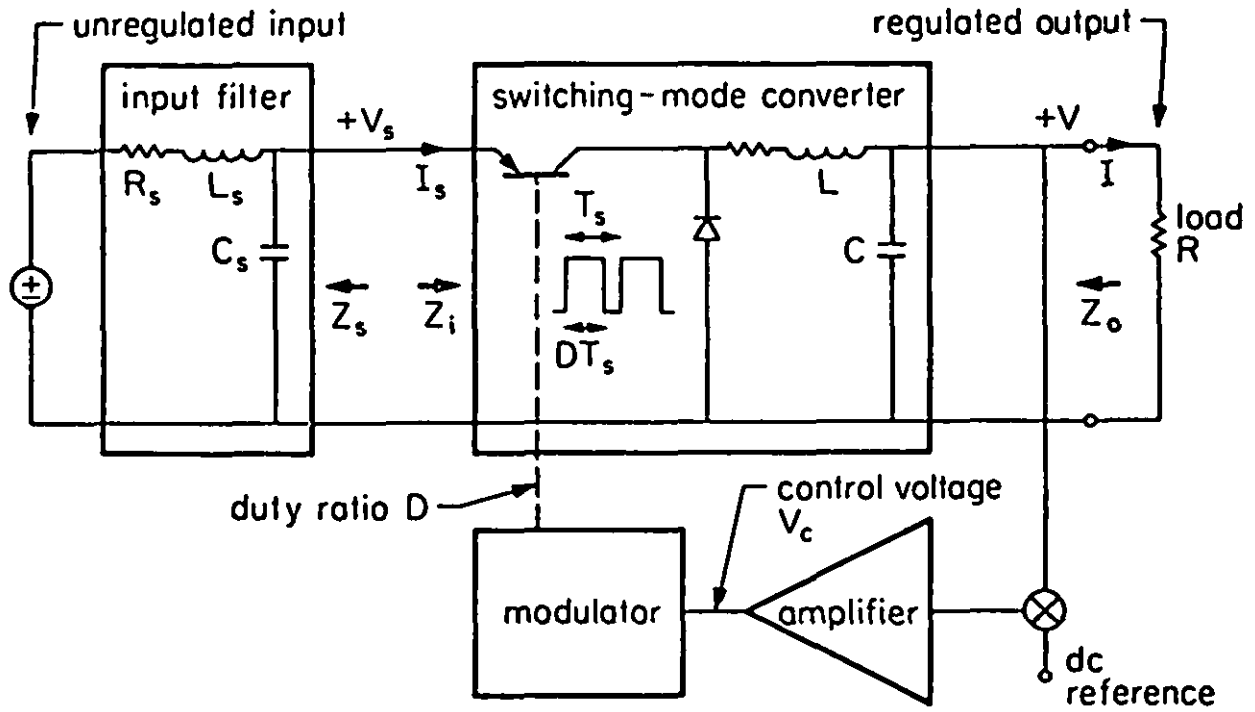 unregulated input
regulated output
input filter
switching-mode converter
+V_s
+V
R_s
L_s
I_s
T_s
L
I
C_s
C
load
R
Z_s
Z_i
DT_s
Z_o
±
duty ratio D
control voltage
V_c
modulator
amplifier
dc
reference